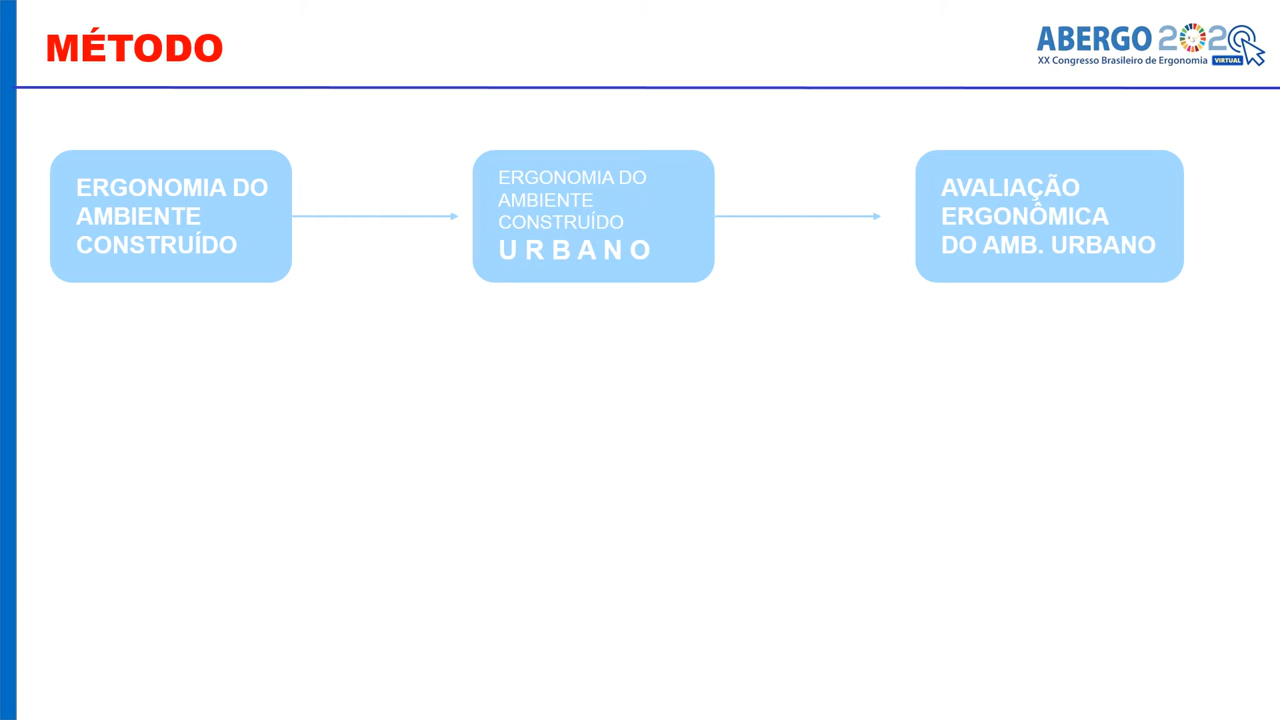 MÉTODO
ABERGO 2020
XX Congresso Brasileiro de Ergonomia VIRTUAL
ERGONOMIA DO
AMBIENTE
CONSTRUÍDO
ERGONOMIA DO
AMBIENTE
CONSTRUÍDO
URBANO
AVALIAÇÃO
ERGONÔMICA
DO AMB. URBANO